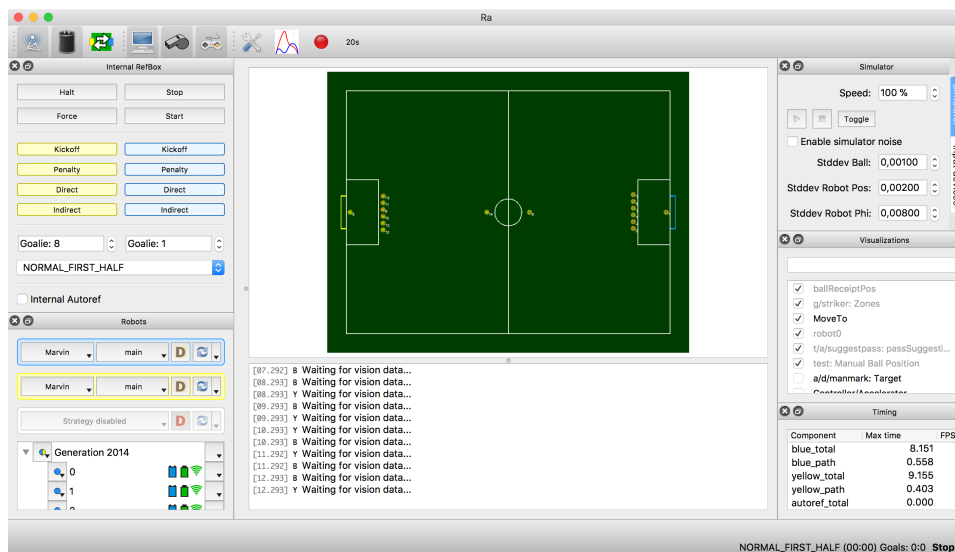 Ra
20s
Internal RefBox
Halt Stop
Force Start
Kickoff Kickoff
Penalty Penalty
Direct Direct
Indirect Indirect
Goalie: 8 Goalie: 1
NORMAL_FIRST_HALF
Internal Autoref
Robots
Marvin main D
Marvin main D
Strategy disabled D
Generation 2014
0
1
[07.292] B Waiting for vision data...
[08.293] B Waiting for vision data...
[08.293] Y Waiting for vision data...
[09.293] B Waiting for vision data...
[09.293] Y Waiting for vision data...
[10.293] Y Waiting for vision data...
[10.293] B Waiting for vision data...
[11.292] Y Waiting for vision data...
[11.292] B Waiting for vision data...
[12.293] B Waiting for vision data...
[12.293] Y Waiting for vision data...
Simulator
Speed: 100 %
Toggle
Enable simulator noise
Stddev Ball: 0,00100
Stddev Robot Pos: 0,00200
Stddev Robot Phi: 0,00800
Visualizations
ballReceiptPos
g/striker: Zones
MoveTo
robot0
t/a/suggestpass: passSuggesti...
test: Manual Ball Position
a/d/manmark: Target
Controller/Accelerator
Timing
Component Max time FPS
blue_total 8.151
blue_path 0.558
yellow_total 9.155
yellow_path 0.403
autoref_total 0.000
NORMAL_FIRST_HALF (00:00) Goals: 0:0 Stop